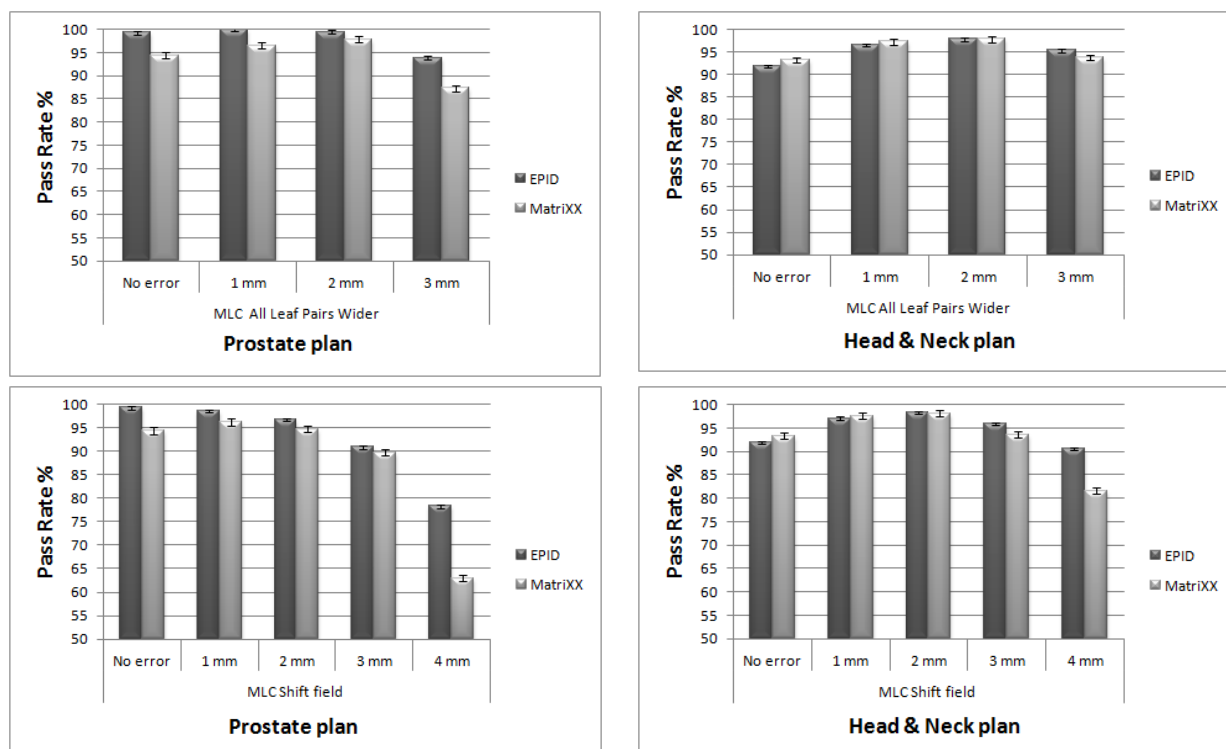 Pass Rate %
100
95
90
85
80
75
70
65
60
55
50
No error 1 mm 2 mm 3 mm
MLC All Leaf Pairs Wider
Prostate plan
EPID
MatriXX
Pass Rate %
100
95
90
85
80
75
70
65
60
55
50
No error 1 mm 2 mm 3 mm
MLC All Leaf Pairs Wider
Head & Neck plan
EPID
MatriXX
Pass Rate %
100
95
90
85
80
75
70
65
60
55
50
No error 1 mm 2 mm 3 mm 4 mm
MLC Shift field
Prostate plan
EPID
MatriXX
Pass Rate %
100
95
90
85
80
75
70
65
60
55
50
No error 1 mm 2 mm 3 mm 4 mm
MLC Shift field
Head & Neck plan
EPID
MatriXX